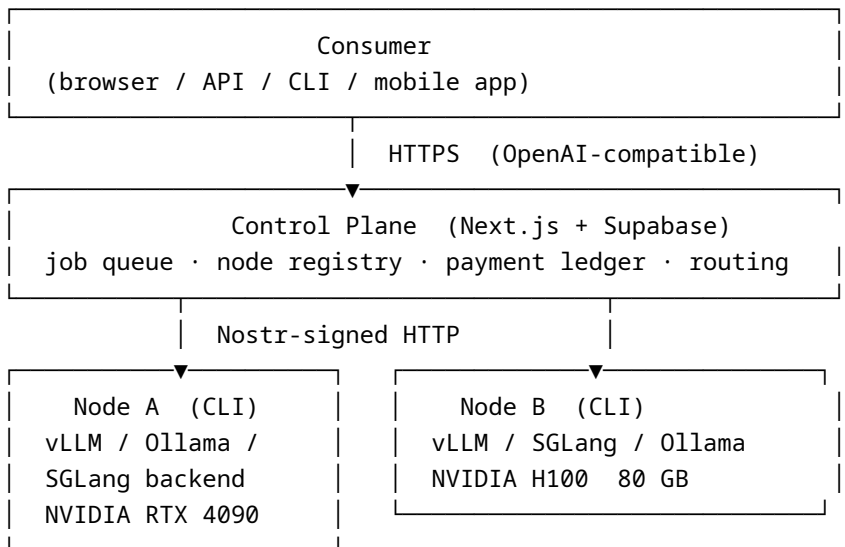 Consumer
(browser / API / CLI / mobile app)
HTTPS (OpenAI-compatible)
Control Plane (Next.js + Supabase)
job queue · node registry · payment ledger · routing
Nostr-signed HTTP
Node A (CLI)
vLLM / Ollama /
SGLang backend
NVIDIA RTX 4090
Node B (CLI)
vLLM / SGLang / Ollama
NVIDIA H100 80 GB